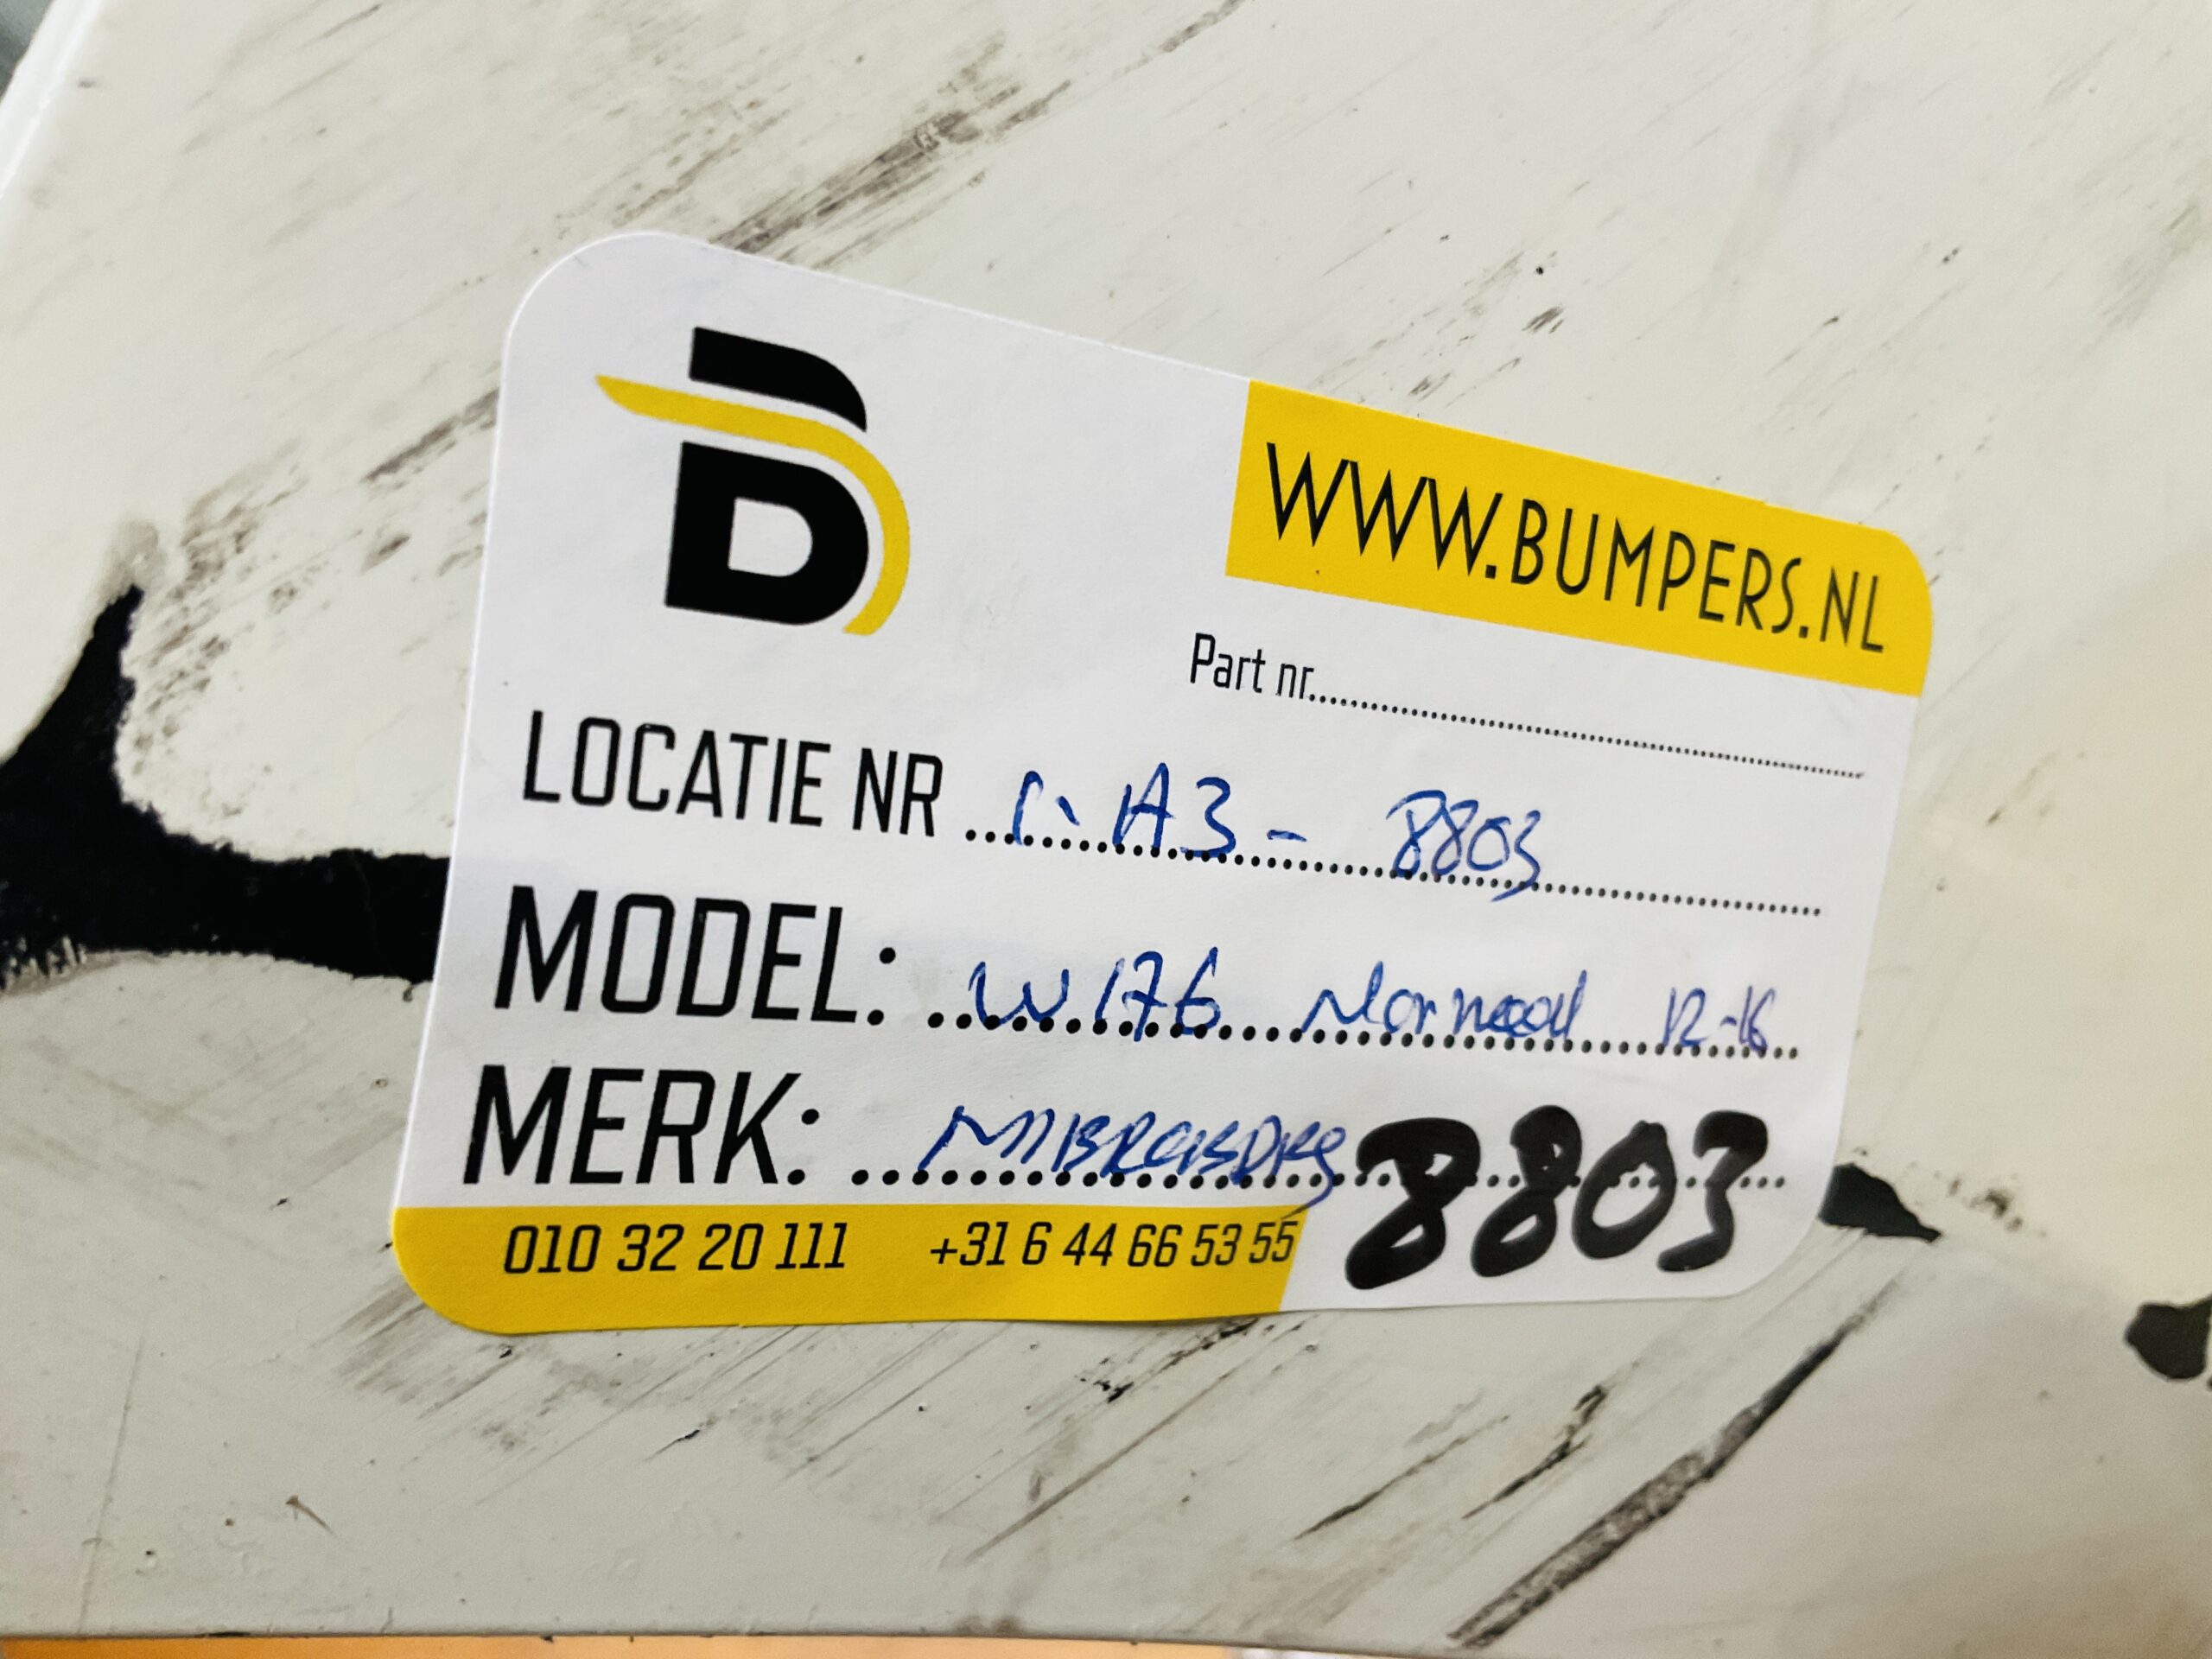 B
WWW.BUMPERS.NL
Part nr
LOCATIE NR A3 - 8803
MODEL: W176 Normaal 12-16
MERK:
8803
010 32 20 111 +31 6 44 66 53 55